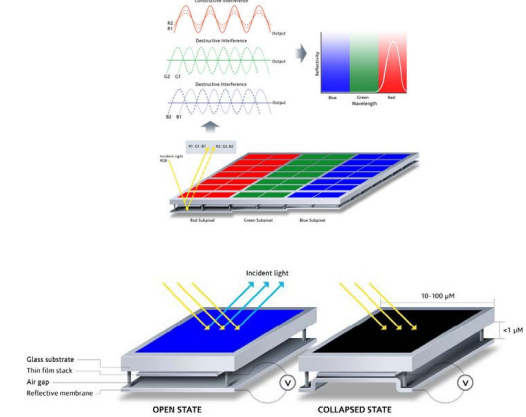 Constructive Interference
R2
R1
Output
Destructive Interference
Output
G2 G1
Destructive Interference
Output
B2 B1
Reflectivity
Blue
Green
Red
Wavelength
R1, G1, B1
R2, G2, B2
Incident Light
RGB
Red Subpixel
Green Subpixel
Blue Subpixel
Incident light
10-100 µM
<1 µM
Glass substrate
Thin film stack
Air gap
Reflective membrane
V
V
OPEN STATE
COLLAPSED STATE